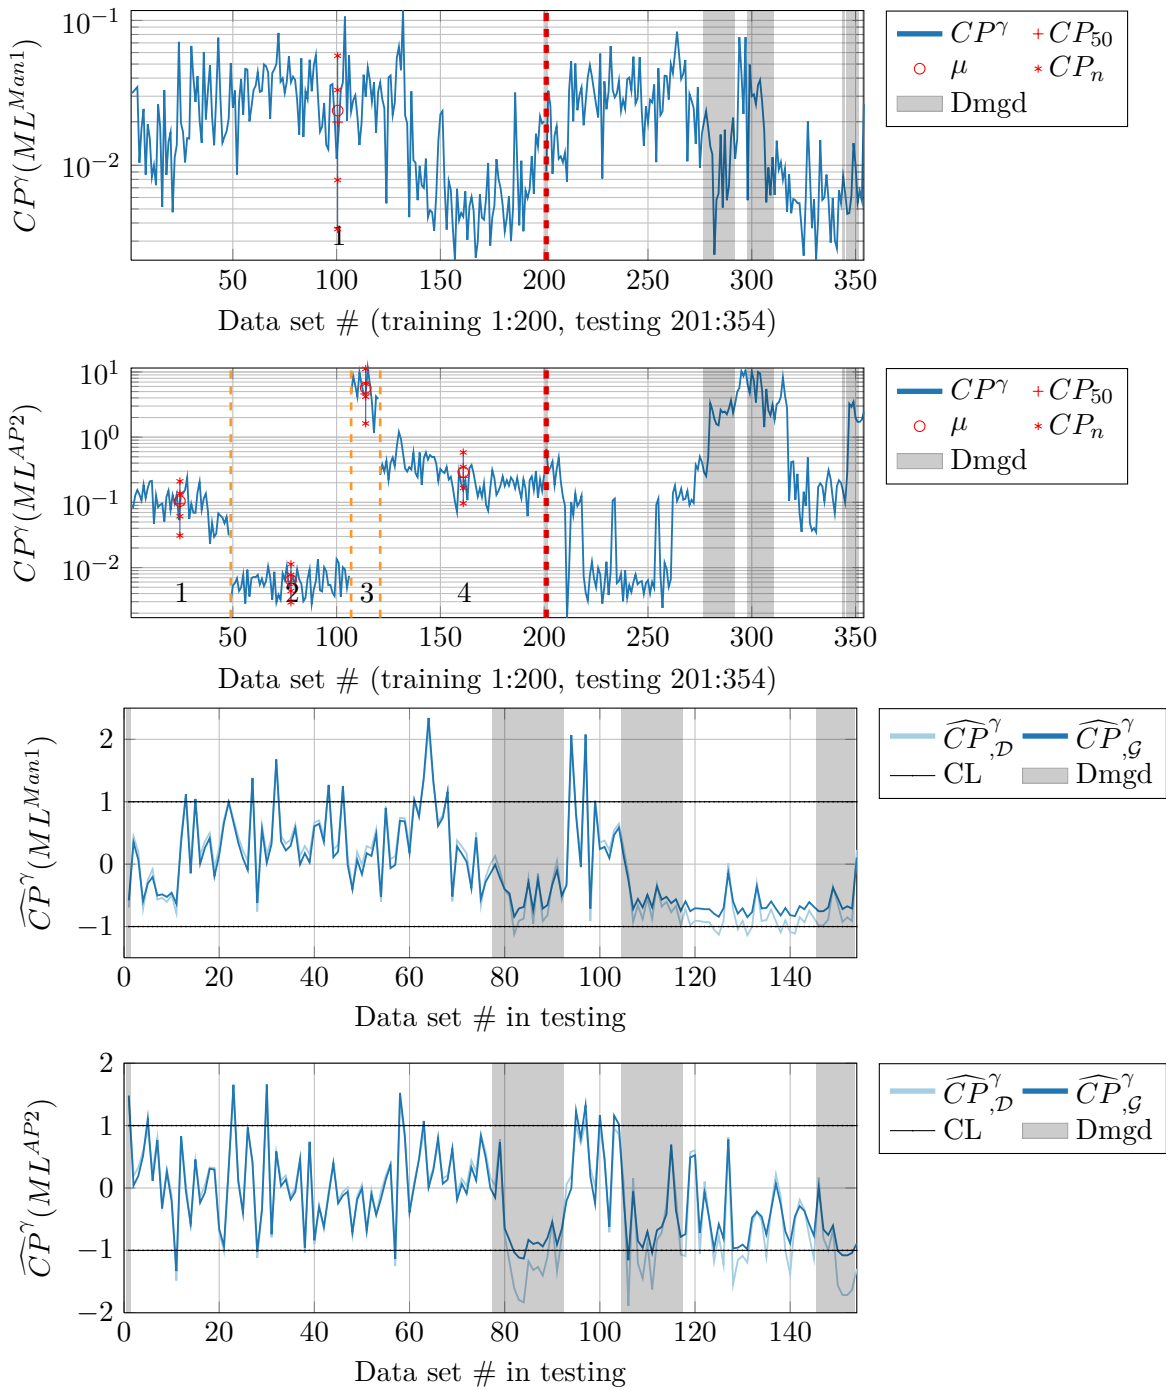 10^{-1}
10^{-2}
CP^γ(ML^{Man1})
1
50 100 150 200 250 300 350
Data set # (training 1:200, testing 201:354)
CP^γ + CP_{50}
μ * CP_n
Dmgd
10^1
10^0
10^{-1}
10^{-2}
CP^γ(ML^{AP2})
1 2 3 4
50 100 150 200 250 300 350
Data set # (training 1:200, testing 201:354)
CP^γ + CP_{50}
μ * CP_n
Dmgd
2
1
0
−1
\widehat{CP}^γ(ML^{Man1})
0 20 40 60 80 100 120 140
Data set # in testing
\widehat{CP}^γ_{,𝒟} \widehat{CP}^γ_{,𝒢}
CL Dmgd
2
1
0
−1
−2
\widehat{CP}^γ(ML^{AP2})
0 20 40 60 80 100 120 140
Data set # in testing
\widehat{CP}^γ_{,𝒟} \widehat{CP}^γ_{,𝒢}
CL Dmgd